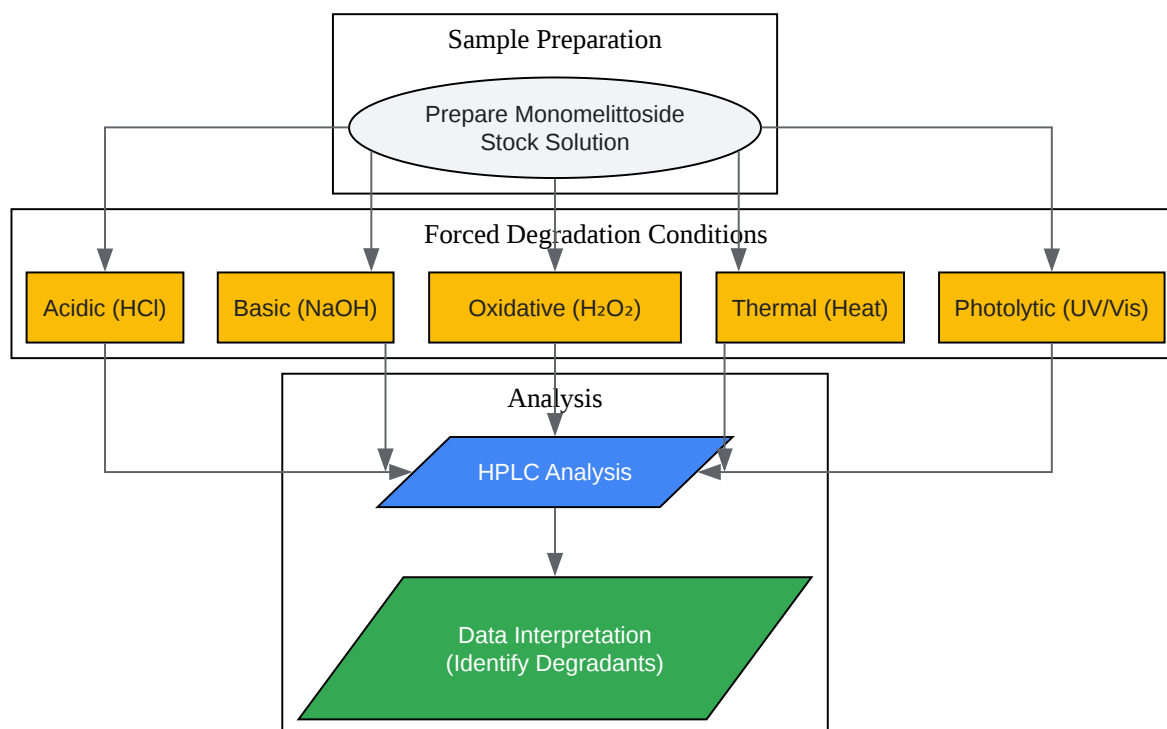 Sample Preparation
Prepare Monomelittoside
Stock Solution
Forced Degradation Conditions
Acidic (HCl)
Basic (NaOH)
Oxidative (H₂O₂)
Thermal (Heat)
Photolytic (UV/Vis)
Analysis
HPLC Analysis
Data Interpretation
(Identify Degradants)